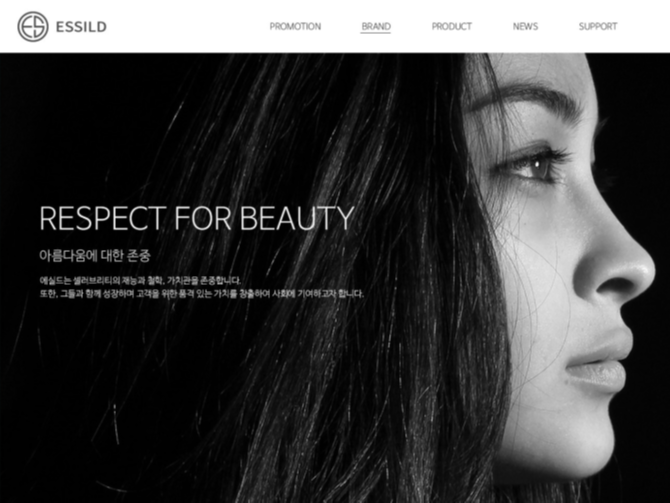 ESSILD
PROMOTION BRAND PRODUCT NEWS SUPPORT
RESPECT FOR BEAUTY
아름다움에 대한 존중
에실드는 셀러브리티의 재능과 철학, 가치관을 존중합니다.
또한, 그들과 함께 성장하며 고객을 위한 품격 있는 가치를 창출하여 사회에 기여하고자 합니다.